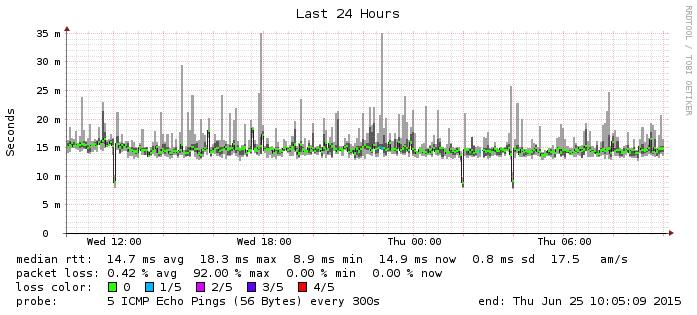 Last 24 Hours
RRDTOOL / TOBI OETIKER
Seconds
35 m
30 m
25 m
20 m
15 m
10 m
5 m
0
Wed 12:00 Wed 18:00 Thu 00:00 Thu 06:00
median rtt: 14.7 ms avg 18.3 ms max 8.9 ms min 14.9 ms now 0.8 ms sd 17.5 am/s
packet loss: 0.42 % avg 92.00 % max 0.00 % min 0.00 % now
loss color: 0 1/5 2/5 3/5 4/5
probe: 5 ICMP Echo Pings (56 Bytes) every 300s end: Thu Jun 25 10:05:09 2015